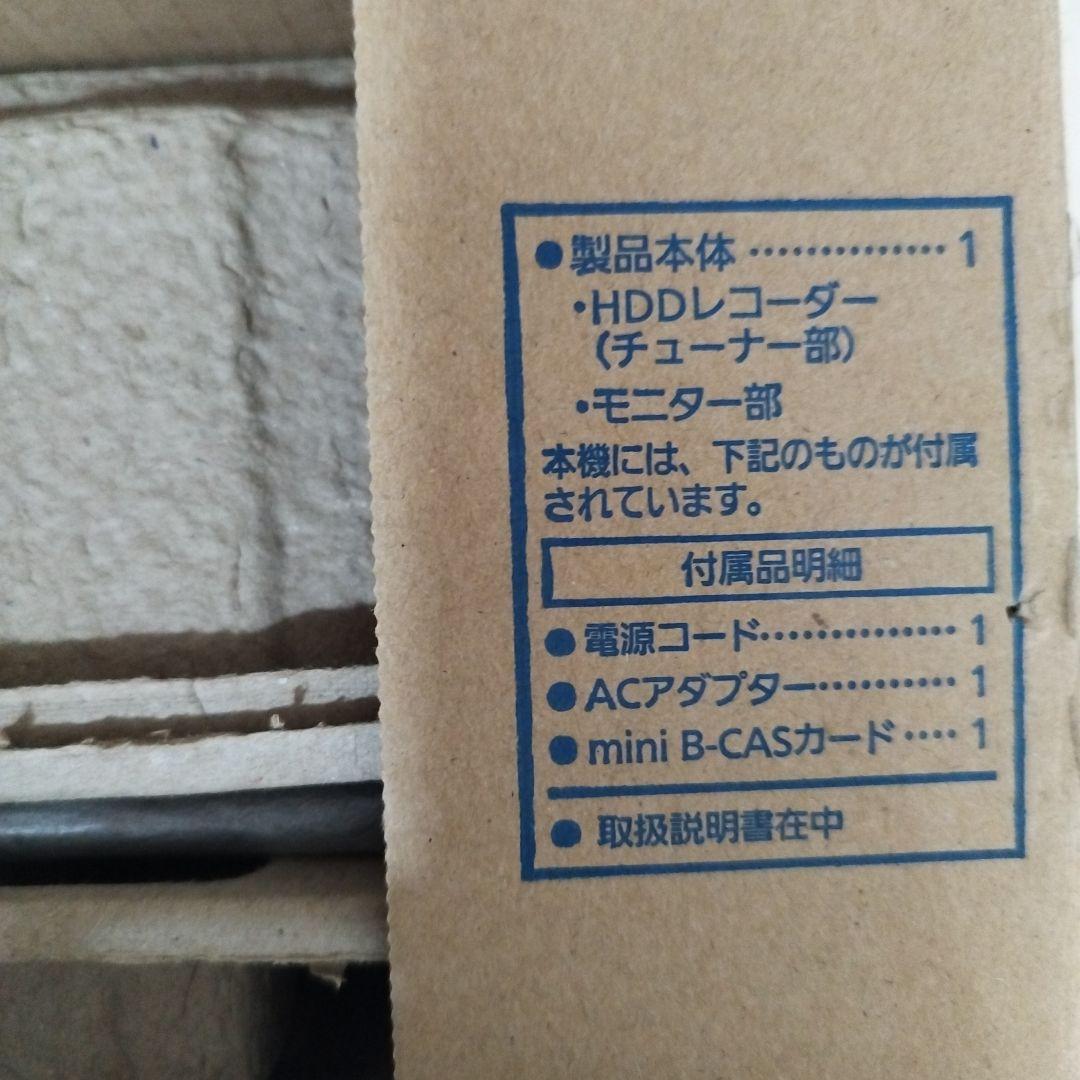 ●製品本体 ‥‥‥‥‥‥‥ 1
・HDDレコーダー
（チューナー部）
・モニター部
本機には、下記のものが付属
されています。
付属品明細
●電源コード‥‥‥‥‥‥‥ 1
●ACアダプター‥‥‥‥‥ 1
●mini B-CASカード‥‥ 1
●取扱説明書在中